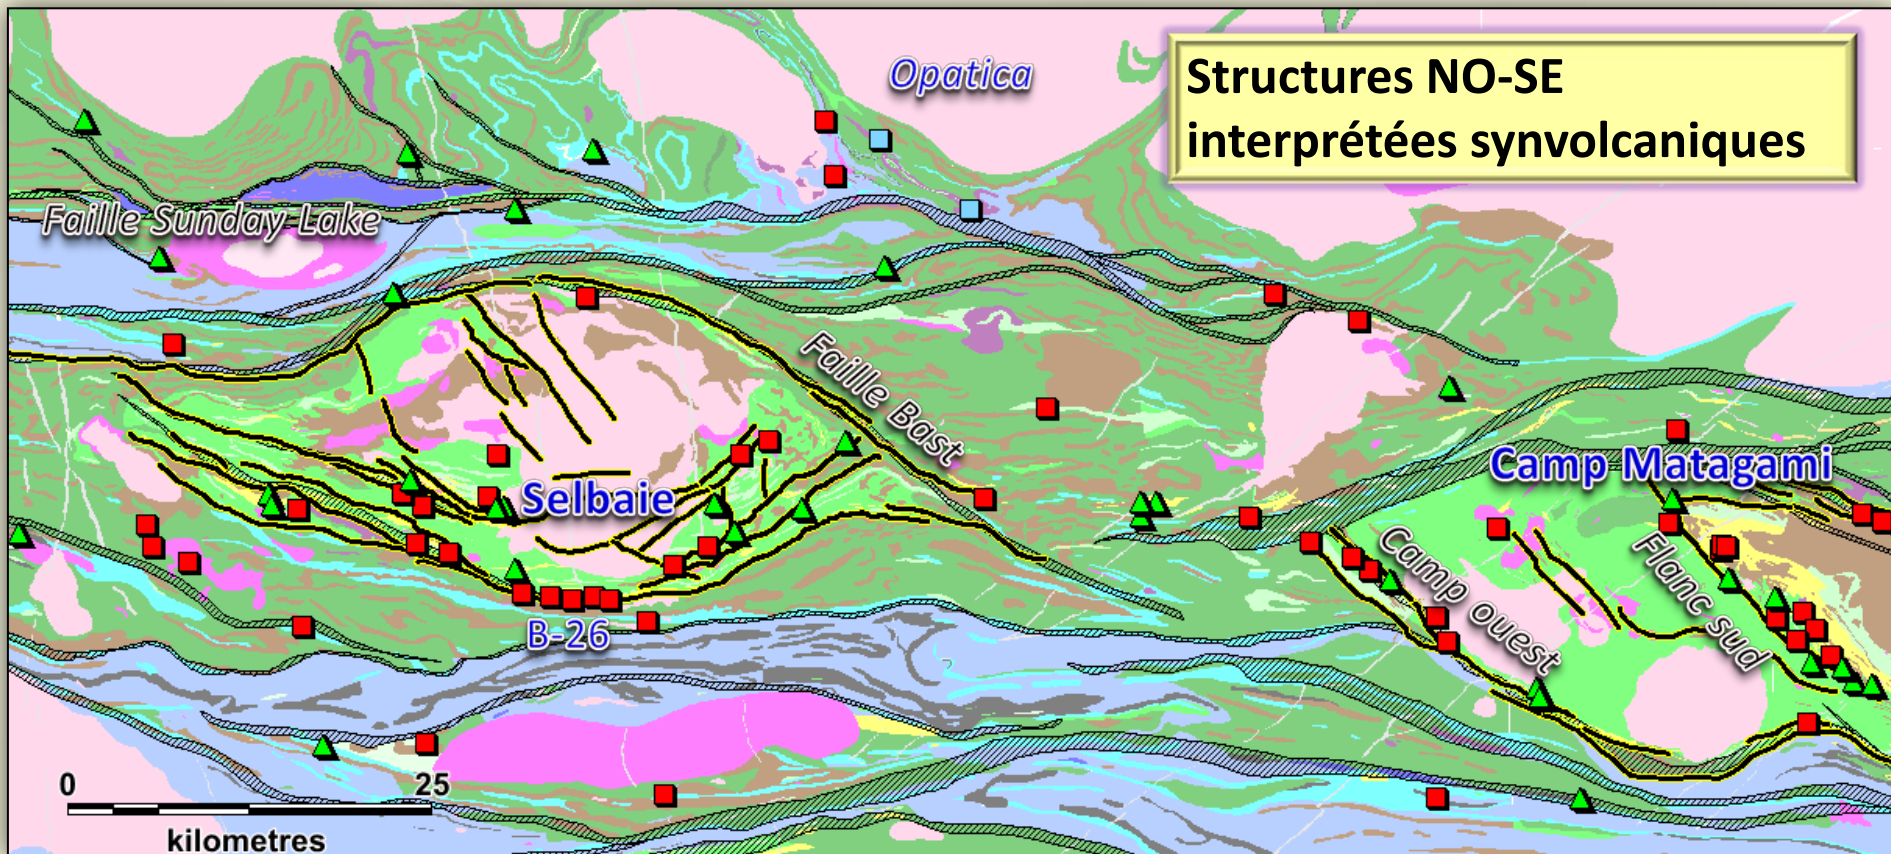 Opatica
Structures NO-SE
interprétées synvolcaniques
Faille Sunday Lake
Faille Bast
Selbaie
B-26
Camp Matagami
Camp ouest
Flanc sud
0 25
kilometres